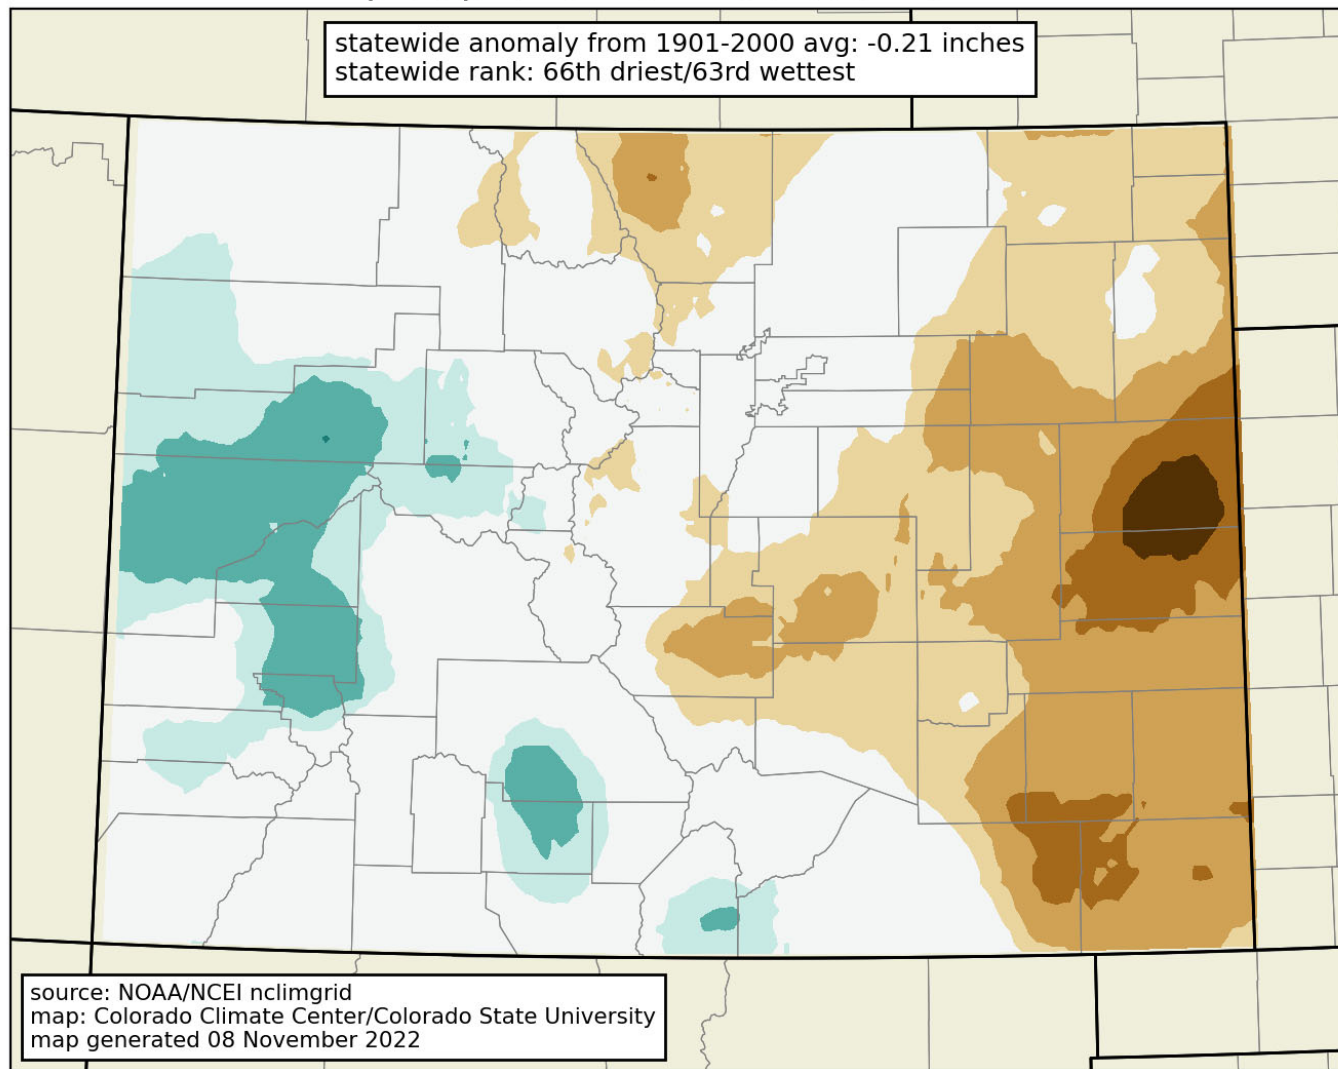 statewide anomaly from 1901-2000 avg: -0.21 inches
statewide rank: 66th driest/63rd wettest
source: NOAA/NCEI nclimgrid
map: Colorado Climate Center/Colorado State University
map generated 08 November 2022